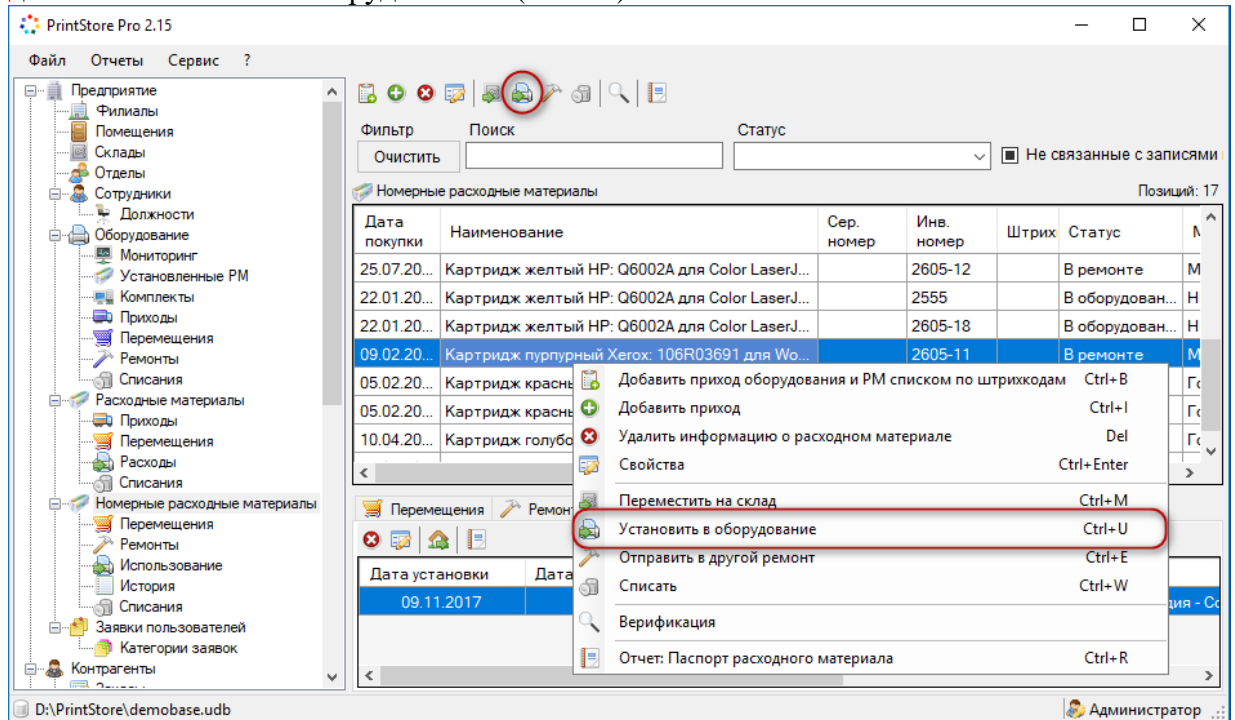 PrintStore Pro 2.15
Файл Отчеты Сервис ?
Предприятие
Филиалы
Помещения
Склады
Отделы
Сотрудники
Должности
Оборудование
Мониторинг
Установленные РМ
Комплекты
Приходы
Перемещения
Ремонты
Списания
Расходные материалы
Приходы
Перемещения
Расходы
Списания
Номерные расходные материалы
Перемещения
Ремонты
Использование
История
Списания
Заявки пользователей
Категории заявок
Контрагенты
Фильтр Поиск Статус
Очистить Не связанные с записями
Номерные расходные материалы Позиций: 17
Дата покупки Наименование Сер. номер Инв. номер Штрих Статус
25.07.20... Картридж желтый HP: Q6002A для Color LaserJ... 2605-12 В ремонте М
22.01.20... Картридж желтый HP: Q6002A для Color LaserJ... 2555 В оборудован... Н
22.01.20... Картридж желтый HP: Q6002A для Color LaserJ... 2605-18 В оборудован... Н
09.02.20... Картридж пурпурный Xerox: 106R03691 для Wo... 2605-11 В ремонте М
05.02.20... Картридж красн
05.02.20... Картридж красн
10.04.20... Картридж голубо
Добавить приход оборудования и РМ списком по штрихкодам Ctrl+B
Добавить приход Ctrl+I
Удалить информацию о расходном материале Del
Свойства Ctrl+Enter
Переместить на склад Ctrl+M
Установить в оборудование Ctrl+U
Отправить в другой ремонт Ctrl+E
Списать Ctrl+W
Верификация
Отчет: Паспорт расходного материала Ctrl+R
Перемещения Ремон
Дата установки Дата
09.11.2017
D:\PrintStore\demobase.udb Администратор